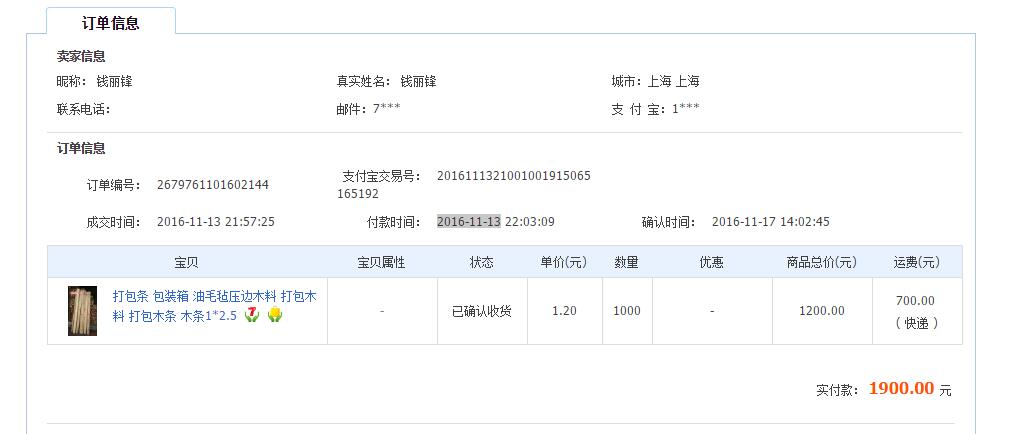 订单信息
卖家信息
昵称： 钱丽锋 真实姓名： 钱丽锋 城市：上海 上海
联系电话： 邮件：7*** 支 付 宝：1***
订单信息
订单编号： 2679761101602144 支付宝交易号： 2016111321001001915065
165192
成交时间： 2016-11-13 21:57:25 付款时间： 2016-11-13 22:03:09 确认时间： 2016-11-17 14:02:45
宝贝 宝贝属性 状态 单价(元) 数量 优惠 商品总价(元) 运费(元)
打包条 包装箱 油毛毡压边木料 打包木
料 打包木条 木条1*2.5
- 已确认收货 1.20 1000 - 1200.00 700.00
( 快递 )
实付款： 1900.00 元